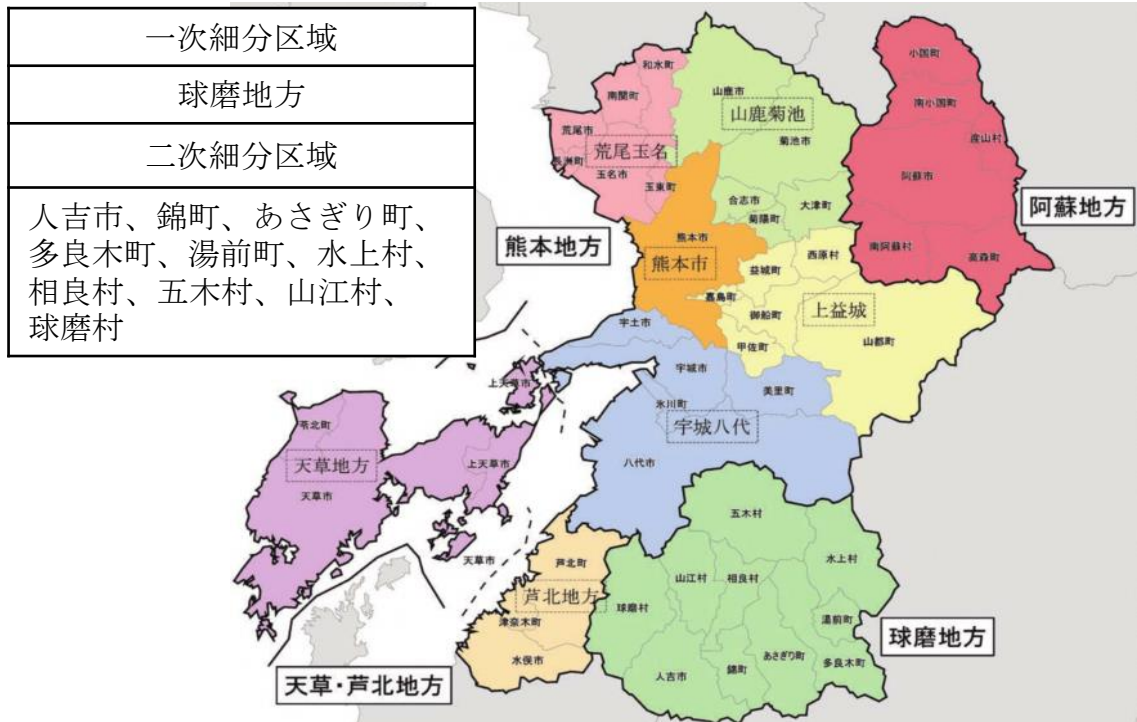 一次細分区域
球磨地方
二次細分区域
人吉市、錦町、あさぎり町、
多良木町、湯前町、水上村、
相良村、五木村、山江村、
球磨村
和水町
南関町
荒尾市
長洲町
荒尾玉名
玉名市
玉東町
山鹿市
山鹿菊池
菊池市
合志市
大津町
菊陽町
小国町
南小国町
産山村
阿蘇市
阿蘇地方
南阿蘇村
高森町
熊本地方
熊本市
熊本市
西原村
益城町
嘉島町
御船町
上益城
甲佐町
山都町
宇土市
宇城市
美里町
氷川町
宇城八代
八代市
上天草市
苓北町
天草地方
上天草市
天草市
天草市
芦北町
芦北地方
津奈木町
水俣市
天草・芦北地方
五木村
水上村
山江村
相良村
球磨村
湯前町
あさぎり町
多良木町
錦町
人吉市
球磨地方